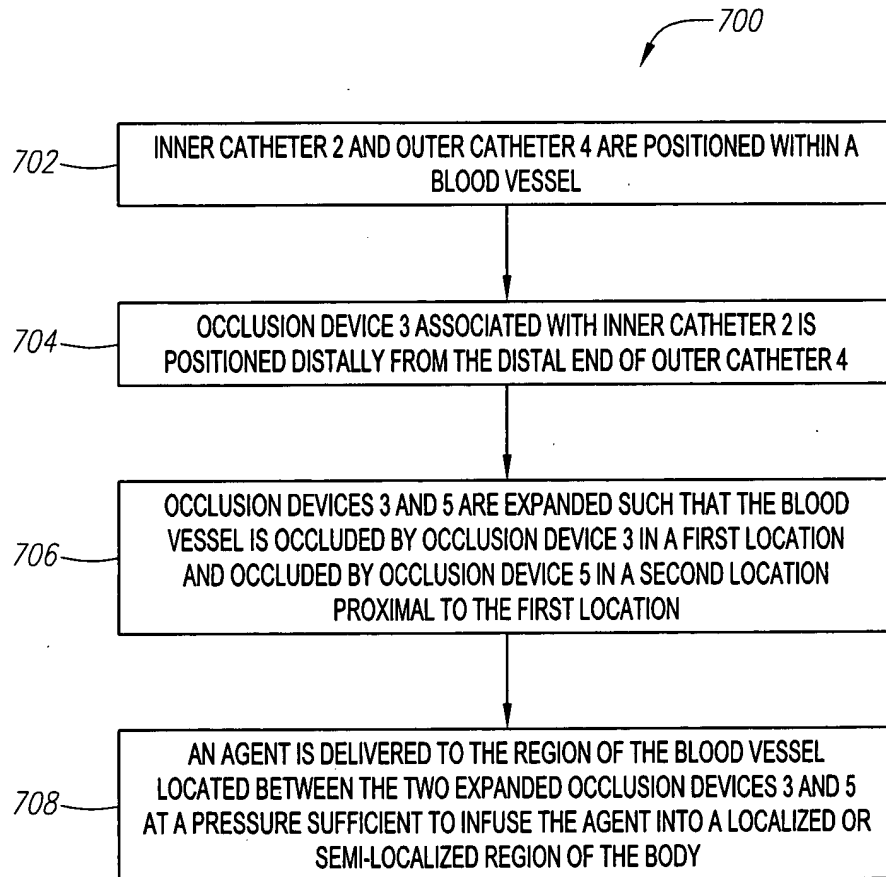 700
702
INNER CATHETER 2 AND OUTER CATHETER 4 ARE POSITIONED WITHIN A
BLOOD VESSEL
704
OCCLUSION DEVICE 3 ASSOCIATED WITH INNER CATHETER 2 IS
POSITIONED DISTALLY FROM THE DISTAL END OF OUTER CATHETER 4
706
OCCLUSION DEVICES 3 AND 5 ARE EXPANDED SUCH THAT THE BLOOD
VESSEL IS OCCLUDED BY OCCLUSION DEVICE 3 IN A FIRST LOCATION
AND OCCLUDED BY OCCLUSION DEVICE 5 IN A SECOND LOCATION
PROXIMAL TO THE FIRST LOCATION
708
AN AGENT IS DELIVERED TO THE REGION OF THE BLOOD VESSEL
LOCATED BETWEEN THE TWO EXPANDED OCCLUSION DEVICES 3 AND 5
AT A PRESSURE SUFFICIENT TO INFUSE THE AGENT INTO A LOCALIZED OR
SEMI-LOCALIZED REGION OF THE BODY